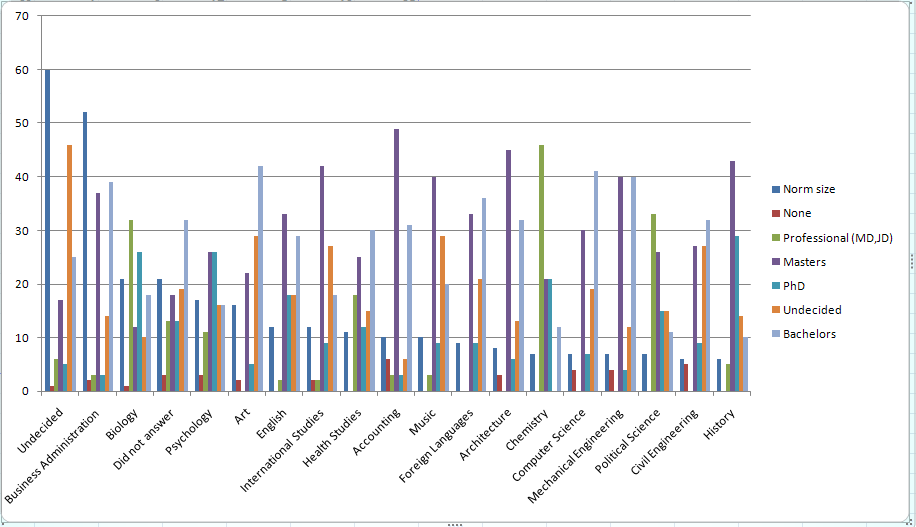 70
60
50
40
30
20
10
0
Undecided
Business Administration
Biology
Did not answer
Psychology
Art
English
International Studies
Health Studies
Accounting
Music
Foreign Languages
Architecture
Chemistry
Computer Science
Mechanical Engineering
Political Science
Civil Engineering
History
Norm size
None
Professional (MD,JD)
Masters
PhD
Undecided
Bachelors